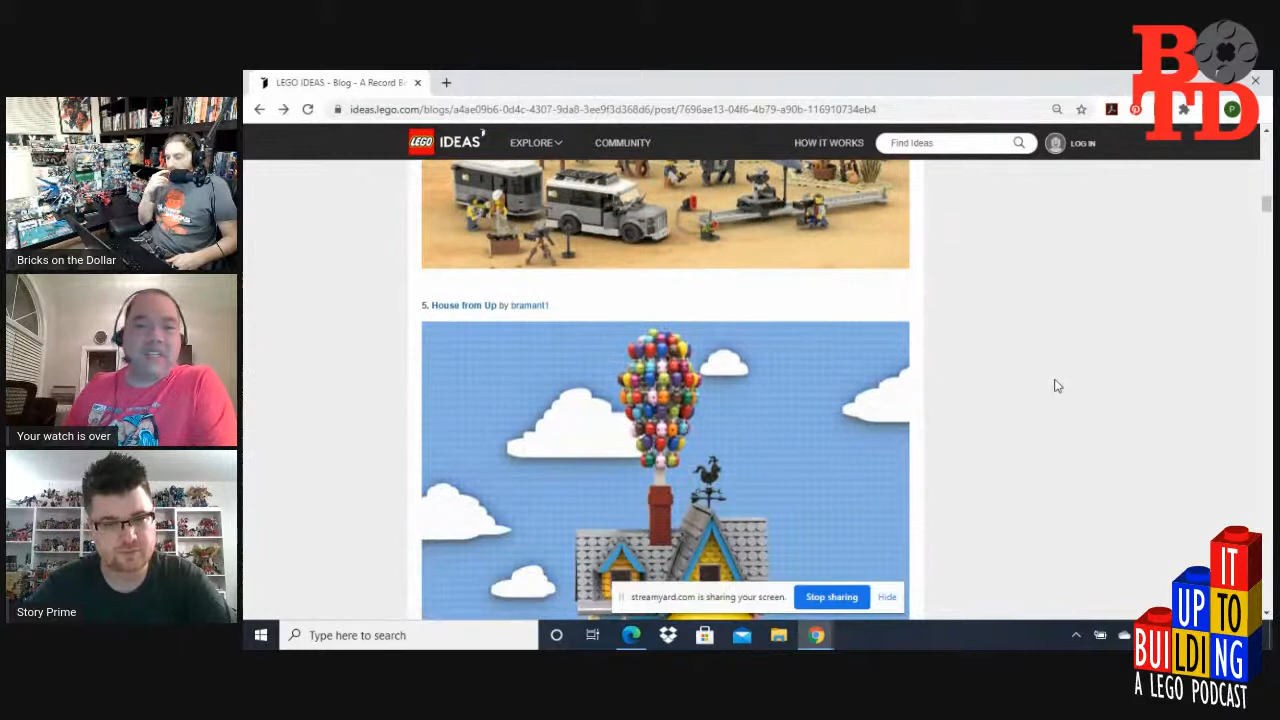 BO
TD
LEGO IDEAS - Blog - A Record B
ideas.lego.com/blogs/a4ae09b6-0d4c-4307-9da8-3ee9f3d368d6/post/7696ae13-04f6-4b79-a90b-116910734eb4
P
LEGO IDEAS
EXPLORE
COMMUNITY
HOW IT WORKS
Find Ideas
LOG IN
Bricks on the Dollar
5. House from Up by bramant1
Your watch is over
streamyard.com is sharing your screen.
Stop sharing
Hide
Story Prime
Type here to search
BUILDING
UP TO
IT
A LEGO PODCAST